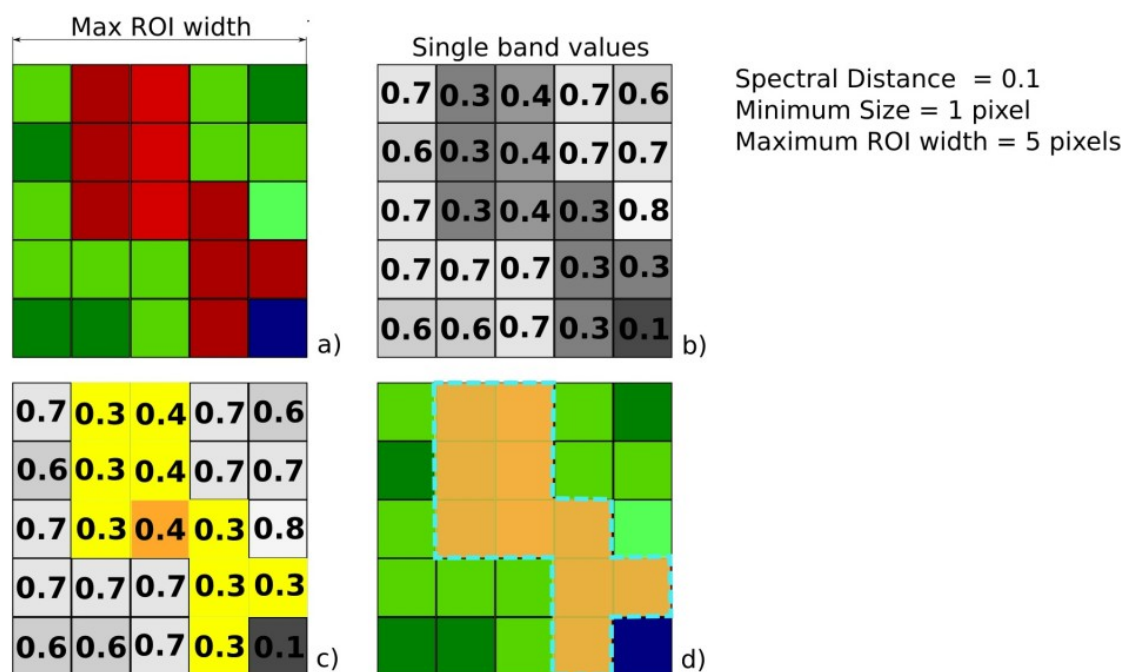 Max ROI width
Single band values
Spectral Distance = 0.1
Minimum Size = 1 pixel
Maximum ROI width = 5 pixels
0.7 0.3 0.4 0.7 0.6
0.6 0.3 0.4 0.7 0.7
0.7 0.3 0.4 0.3 0.8
0.7 0.7 0.7 0.3 0.3
0.6 0.6 0.7 0.3 0.1
a)
b)
0.7 0.3 0.4 0.7 0.6
0.6 0.3 0.4 0.7 0.7
0.7 0.3 0.4 0.3 0.8
0.7 0.7 0.7 0.3 0.3
0.6 0.6 0.7 0.3 0.1
c)
d)